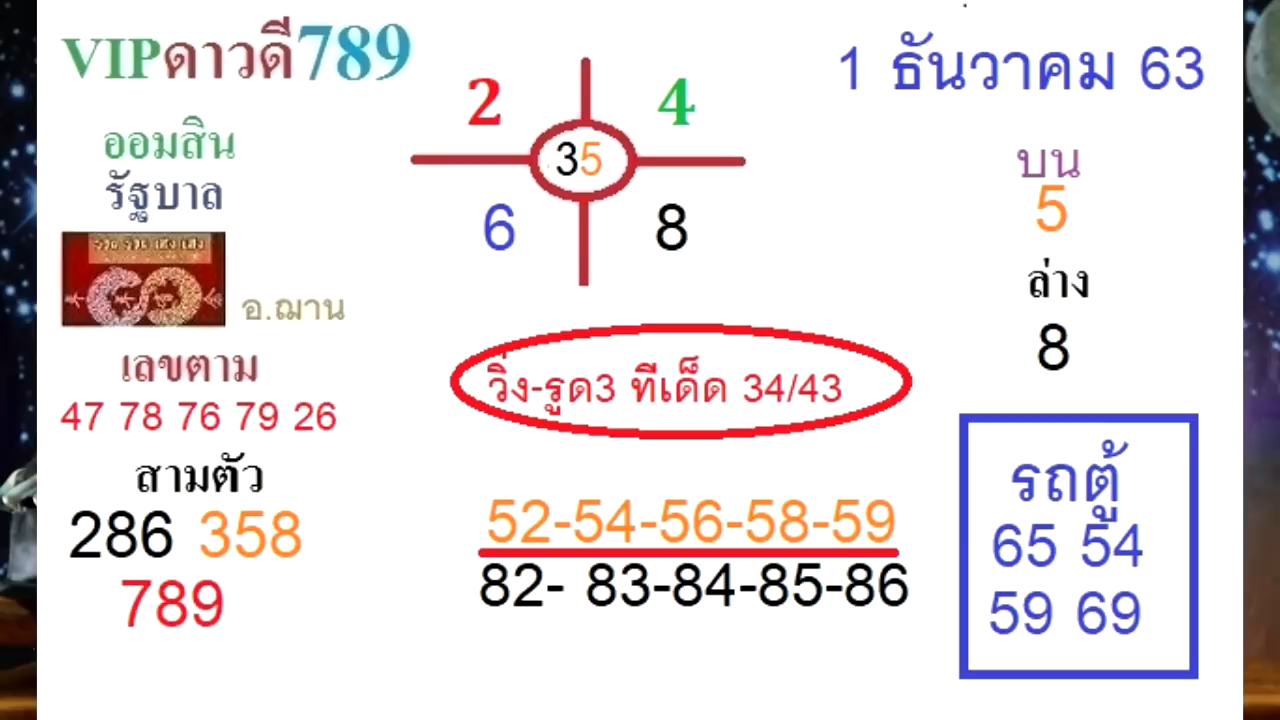 VIPดาวดี789
ออมสิน
รัฐบาล
อ.ฌาน
เลขตาม
47 78 76 79 26
สามตัว
286 358
789
2 4
35
6 8
วิ่ง-รูด3 ทีเด็ด 34/43
52-54-56-58-59
82- 83-84-85-86
1 ธันวาคม 63
บน
5
ล่าง
8
รถตู้
65 54
59 69